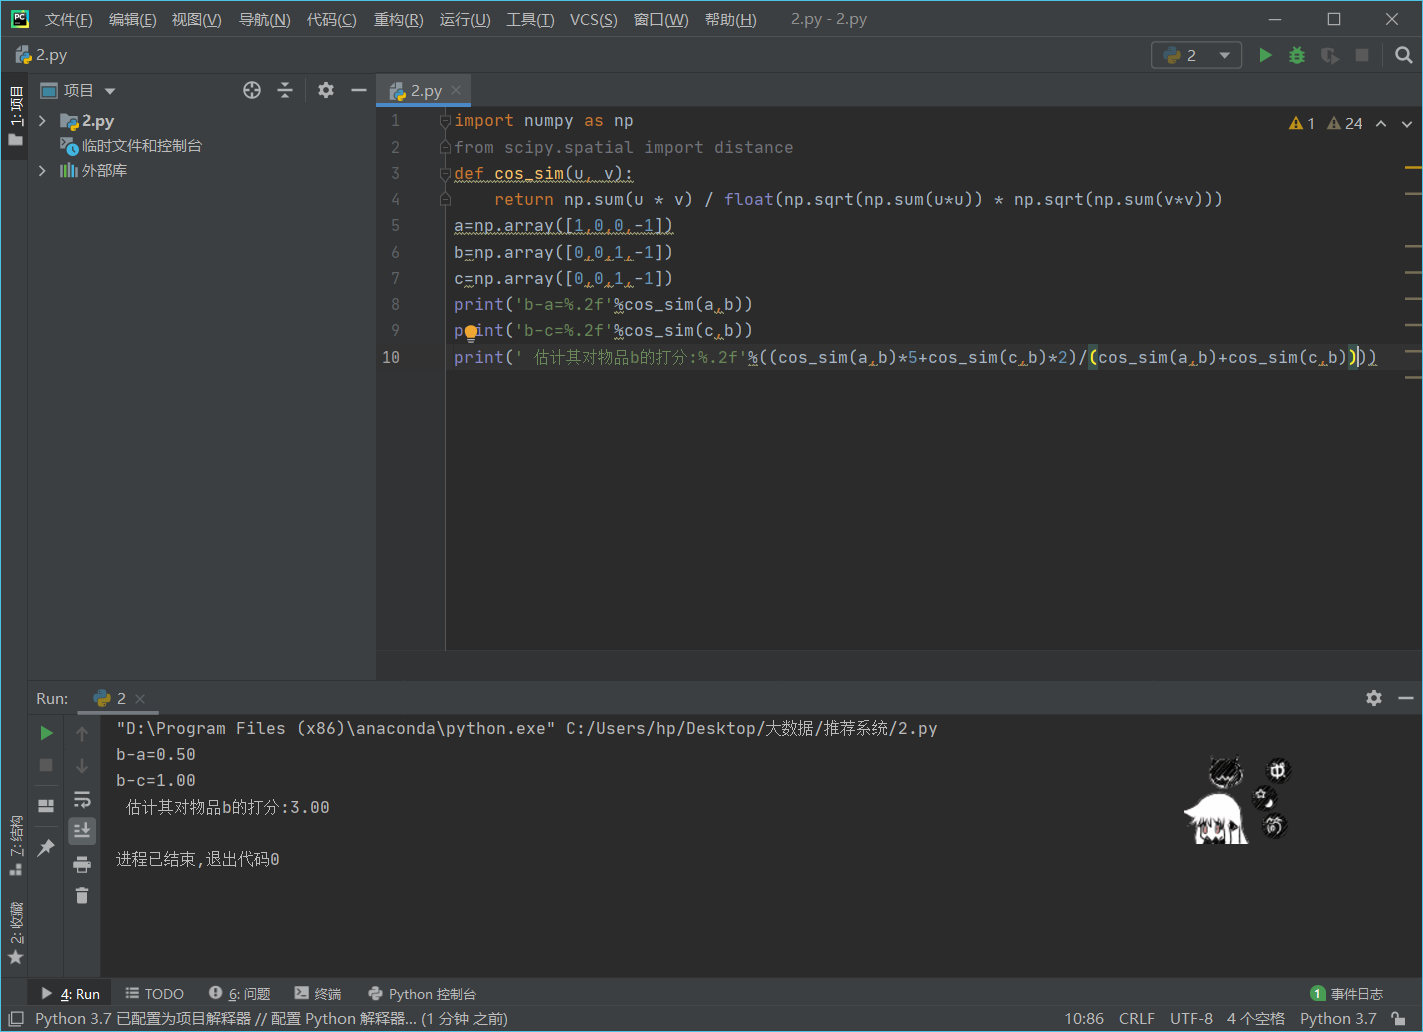 文件(F) 编辑(E) 视图(V) 导航(N) 代码(C) 重构(R) 运行(U) 工具(T) VCS(S) 窗口(W) 帮助(H) 2.py - 2.py
2.py
2
1: 项目
项目
2.py
2.py
临时文件和控制台
外部库
1 24
1 import numpy as np
2 from scipy.spatial import distance
3 def cos_sim(u, v):
4 return np.sum(u * v) / float(np.sqrt(np.sum(u*u)) * np.sqrt(np.sum(v*v)))
5 a=np.array([1,0,0,-1])
6 b=np.array([0,0,1,-1])
7 c=np.array([0,0,1,-1])
8 print('b-a=%.2f'%cos_sim(a,b))
9 print('b-c=%.2f'%cos_sim(c,b))
10 print(' 估计其对物品b的打分:%.2f'%((cos_sim(a,b)*5+cos_sim(c,b)*2)/(cos_sim(a,b)+cos_sim(c,b))))
Run: 2
"D:\Program Files (x86)\anaconda\python.exe" C:/Users/hp/Desktop/大数据/推荐系统/2.py
b-a=0.50
b-c=1.00
估计其对物品b的打分:3.00
进程已结束,退出代码0
Z: 结构
2: 收藏
4: Run TODO 6: 问题 终端 Python 控制台 1 事件日志
Python 3.7 已配置为项目解释器 // 配置 Python 解释器... (1 分钟 之前) 10:86 CRLF UTF-8 4 个空格 Python 3.7